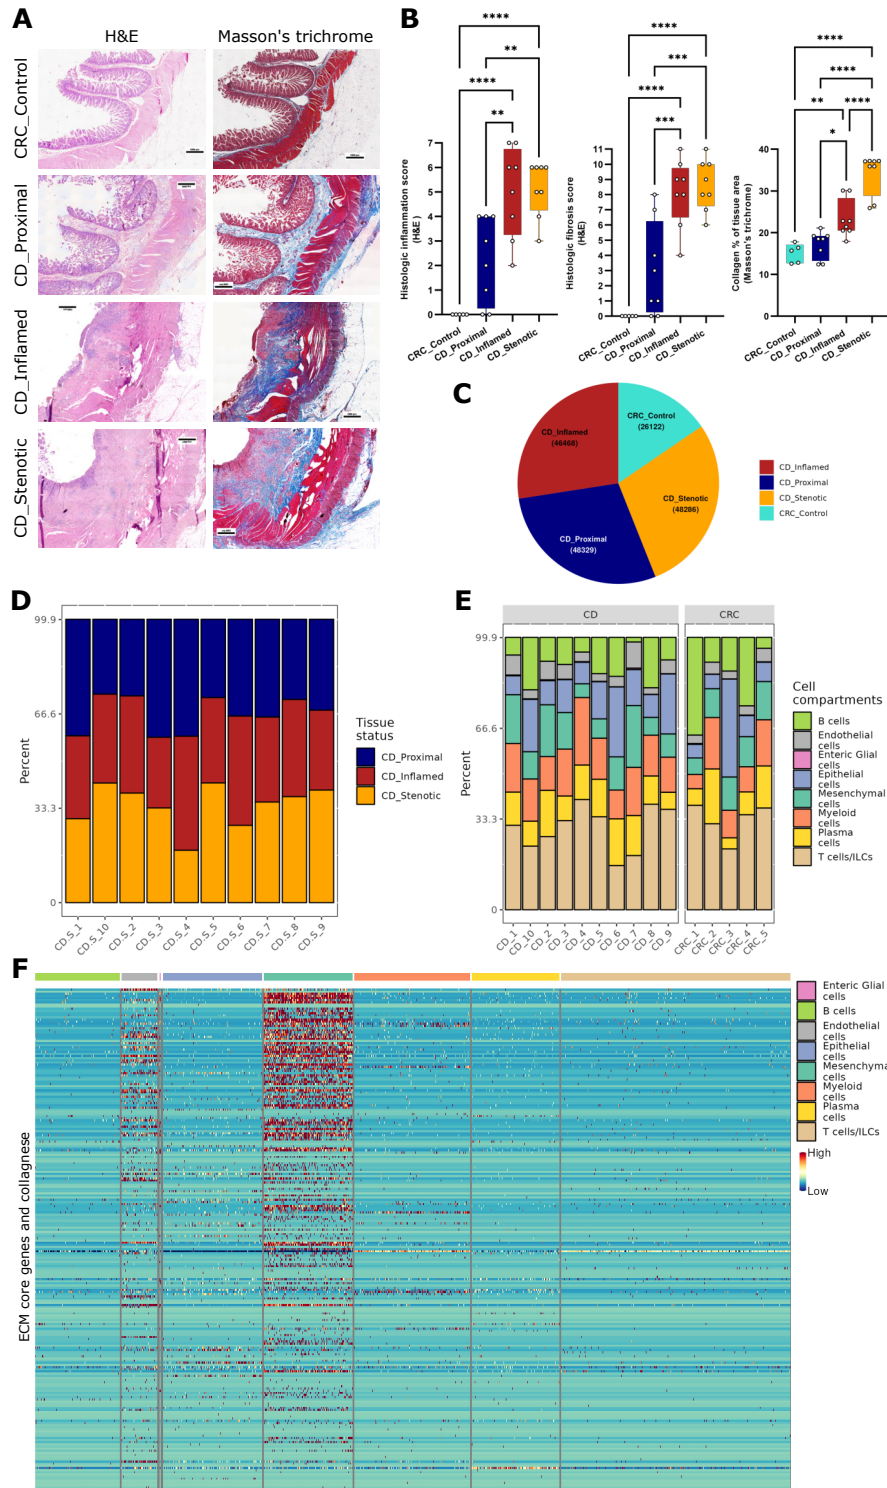 A
H&E
Masson's trichrome
CRC_Control
CD_Proximal
CD_Inflamed
CD_Stenotic
B
****
**
****
**
Histologic inflammation score
(H&E)
7
6
5
4
3
2
1
0
CRC_Control
CD_Proximal
CD_Inflamed
CD_Stenotic
****
***
****
***
Histologic fibrosis score
(H&E)
11
10
9
8
7
6
5
4
3
2
1
0
CRC_Control
CD_Proximal
CD_Inflamed
CD_Stenotic
****
****
**
****
*
Collagen % of tissue area
(Masson's trichrome)
40
30
20
10
0
CRC_Control
CD_Proximal
CD_Inflamed
CD_Stenotic
C
CD_Inflamed
(46468)
CRC_Control
(26122)
CD_Stenotic
(48286)
CD_Proximal
(48329)
CD_Inflamed
CD_Proximal
CD_Stenotic
CRC_Control
D
Percent
99.9
66.6
33.3
0
CD.S_1
CD.S_10
CD.S_2
CD.S_3
CD.S_4
CD.S_5
CD.S_6
CD.S_7
CD.S_8
CD.S_9
Tissue
status
CD_Proximal
CD_Inflamed
CD_Stenotic
E
CD
CRC
Percent
99.9
66.6
33.3
0
CD_1
CD_10
CD_2
CD_3
CD_4
CD_5
CD_6
CD_7
CD_8
CD_9
CRC_1
CRC_2
CRC_3
CRC_4
CRC_5
Cell
compartments
B cells
Endothelial
cells
Enteric Glial
cells
Epithelial
cells
Mesenchymal
cells
Myeloid
cells
Plasma
cells
T cells/ILCs
F
ECM core genes and collagnese
Enteric Glial
cells
B cells
Endothelial
cells
Epithelial
cells
Mesenchyma
cells
Myeloid
cells
Plasma
cells
T cells/ILCs
High
Low